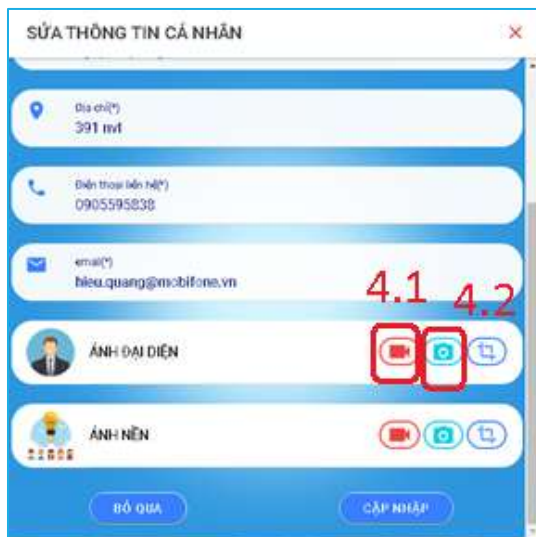 SỬA THÔNG TIN CÁ NHÂN
Địa chỉ(*)
391 nvt
Điện thoại liên hệ(*)
0905595838
email(*)
hieu.quang@mobifone.vn
4.1 4.2
ẢNH ĐẠI DIỆN
ẢNH NỀN
BỎ QUA
CẬP NHẬP